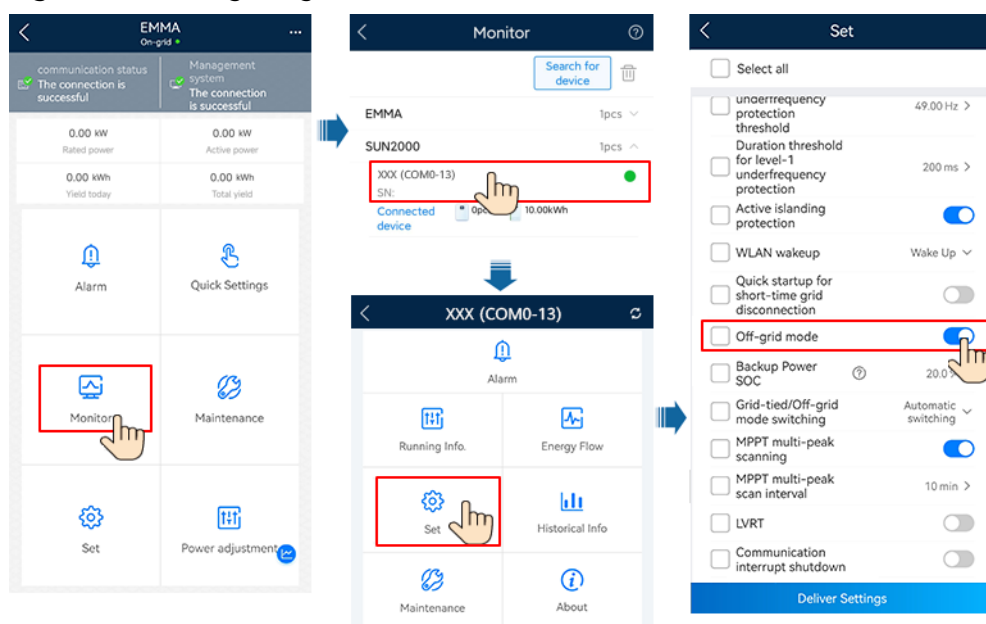 EMMA
On-grid
communication status
The connection is
successful
Management
system
The connection
is successful
0.00 kW
Rated power
0.00 kW
Active power
0.00 kWh
Yield today
0.00 kWh
Total yield
Alarm
Quick Settings
Monitor
Maintenance
Set
Power adjustment
Monitor
Search for
device
EMMA
1pcs
SUN2000
1pcs
XXX (COM0-13)
SN:
Connected
device
10.00kWh
XXX (COM0-13)
Alarm
Running Info.
Energy Flow
Set
Historical Info
Maintenance
About
Set
Select all
underfrequency
protection
threshold
49.00 Hz
Duration threshold
for level-1
underfrequency
protection
200 ms
Active islanding
protection
WLAN wakeup
Wake Up
Quick startup for
short-time grid
disconnection
Off-grid mode
Backup Power
SOC
20.0
Grid-tied/Off-grid
mode switching
Automatic
switching
MPPT multi-peak
scanning
MPPT multi-peak
scan interval
10 min
LVRT
Communication
interrupt shutdown
Deliver Settings